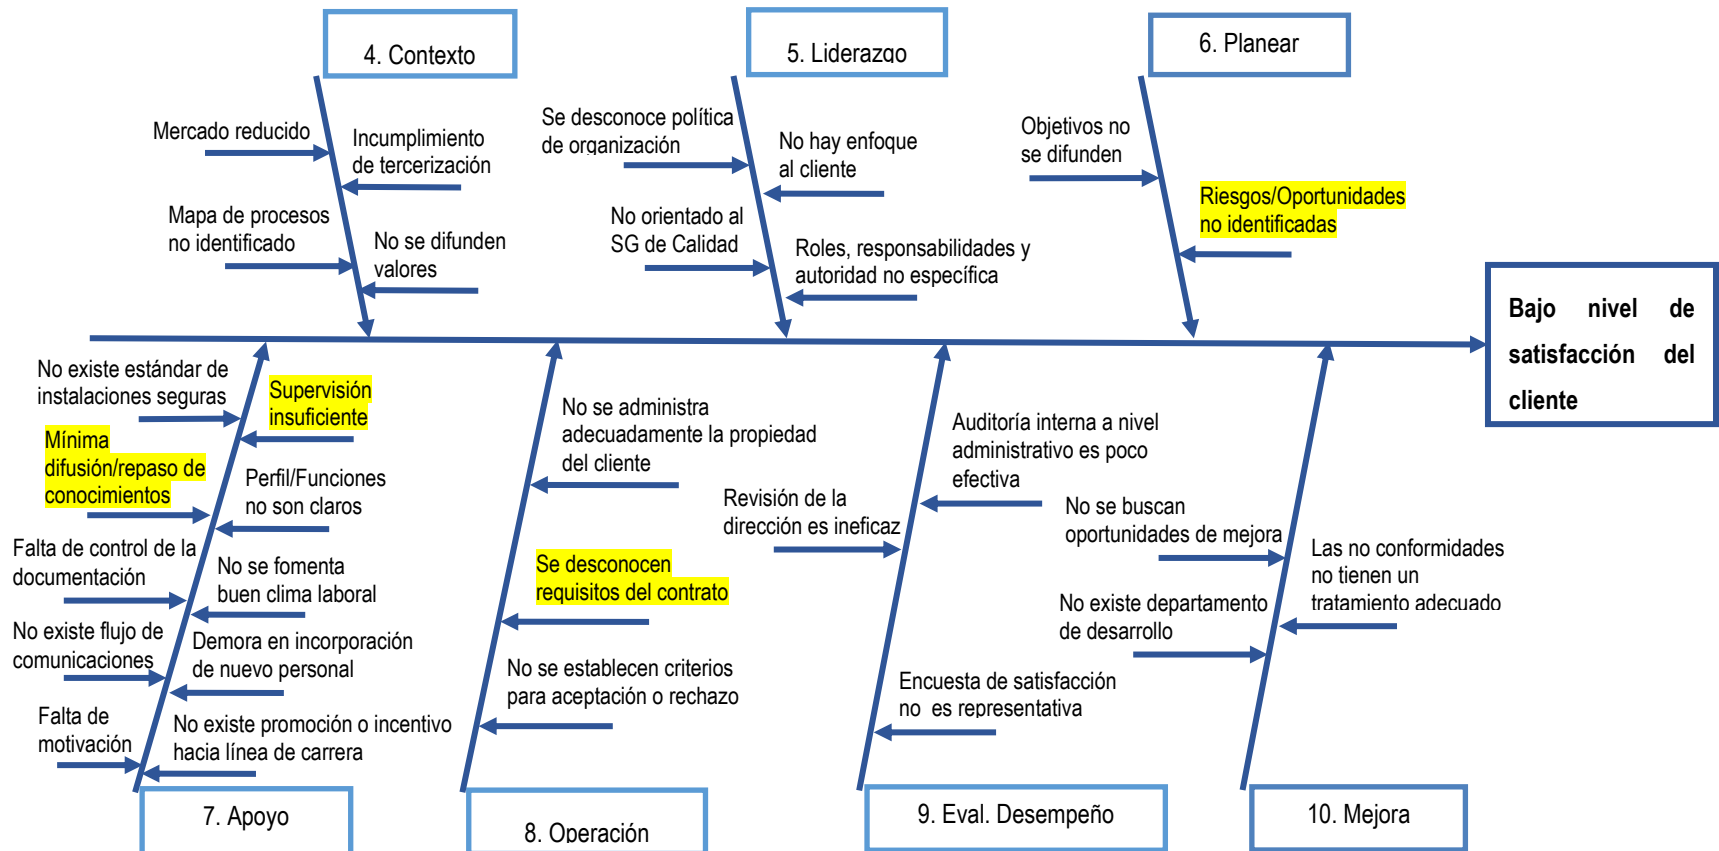 4. Contexto
5. Liderazgo
6. Planear
Mercado reducido
Incumplimiento
de tercerización
Mapa de procesos
no identificado
No se difunden
valores
Se desconoce política
de organización
No hay enfoque
al cliente
No orientado al
SG de Calidad
Roles, responsabilidades y
autoridad no específica
Objetivos no
se difunden
Riesgos/Oportunidades
no identificadas
Bajo nivel de
satisfacción del
cliente
No existe estándar de
instalaciones seguras
Supervisión
insuficiente
Mínima
difusión/repaso de
conocimientos
Perfil/Funciones
no son claros
Falta de control de la
documentación
No se fomenta
buen clima laboral
No existe flujo de
comunicaciones
Demora en incorporación
de nuevo personal
Falta de
motivación
No existe promoción o incentivo
hacia línea de carrera
No se administra
adecuadamente la propiedad
del cliente
Se desconocen
requisitos del contrato
No se establecen criterios
para aceptación o rechazo
Auditoría interna a nivel
administrativo es poco
efectiva
Revisión de la
dirección es ineficaz
Encuesta de satisfacción
no es representativa
No se buscan
oportunidades de mejora
Las no conformidades
no tienen un
tratamiento adecuado
No existe departamento
de desarrollo
7. Apoyo
8. Operación
9. Eval. Desempeño
10. Mejora